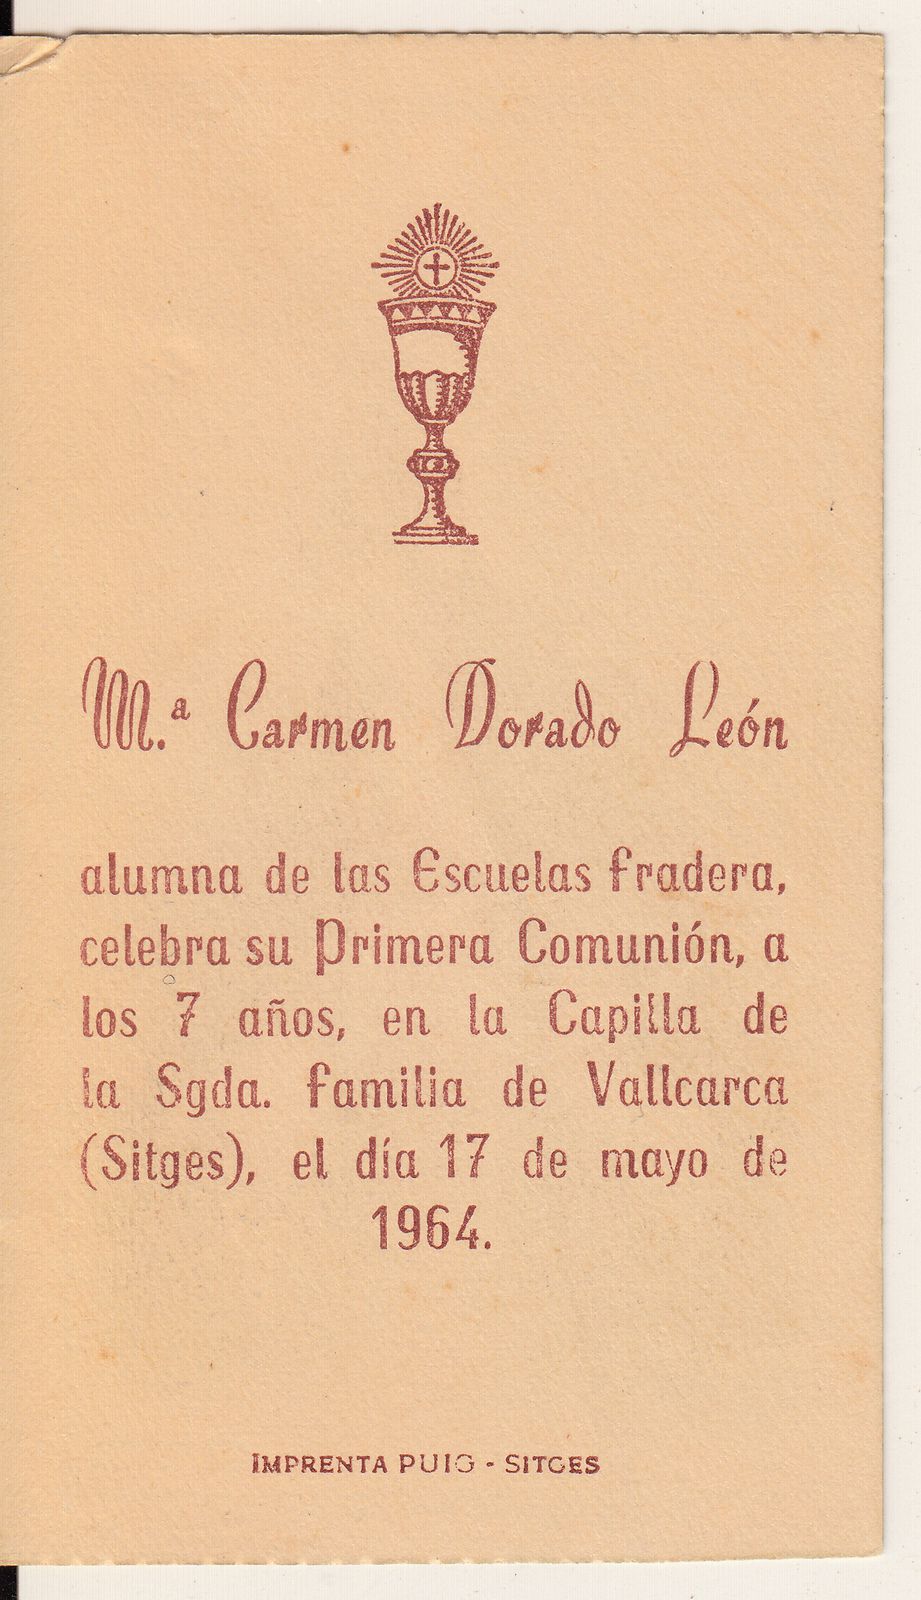 M.ª Carmen Dorado León
alumna de las Escuelas Fradera,
celebra su Primera Comunión, a
los 7 años, en la Capilla de
la Sgda. Familia de Vallcarca
(Sitges), el día 17 de mayo de
1964.
IMPRENTA PUIG - SITGES